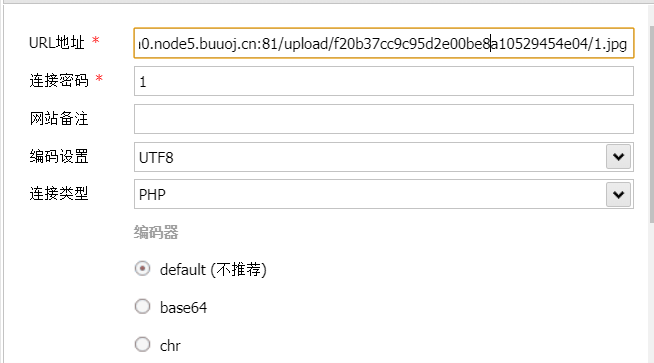 URL地址 *
0.node5.buuoj.cn:81/upload/f20b37cc9c95d2e00be8a10529454e04/1.jpg
连接密码 *
1
网站备注
编码设置
UTF8
连接类型
PHP
编码器
default (不推荐)
base64
chr